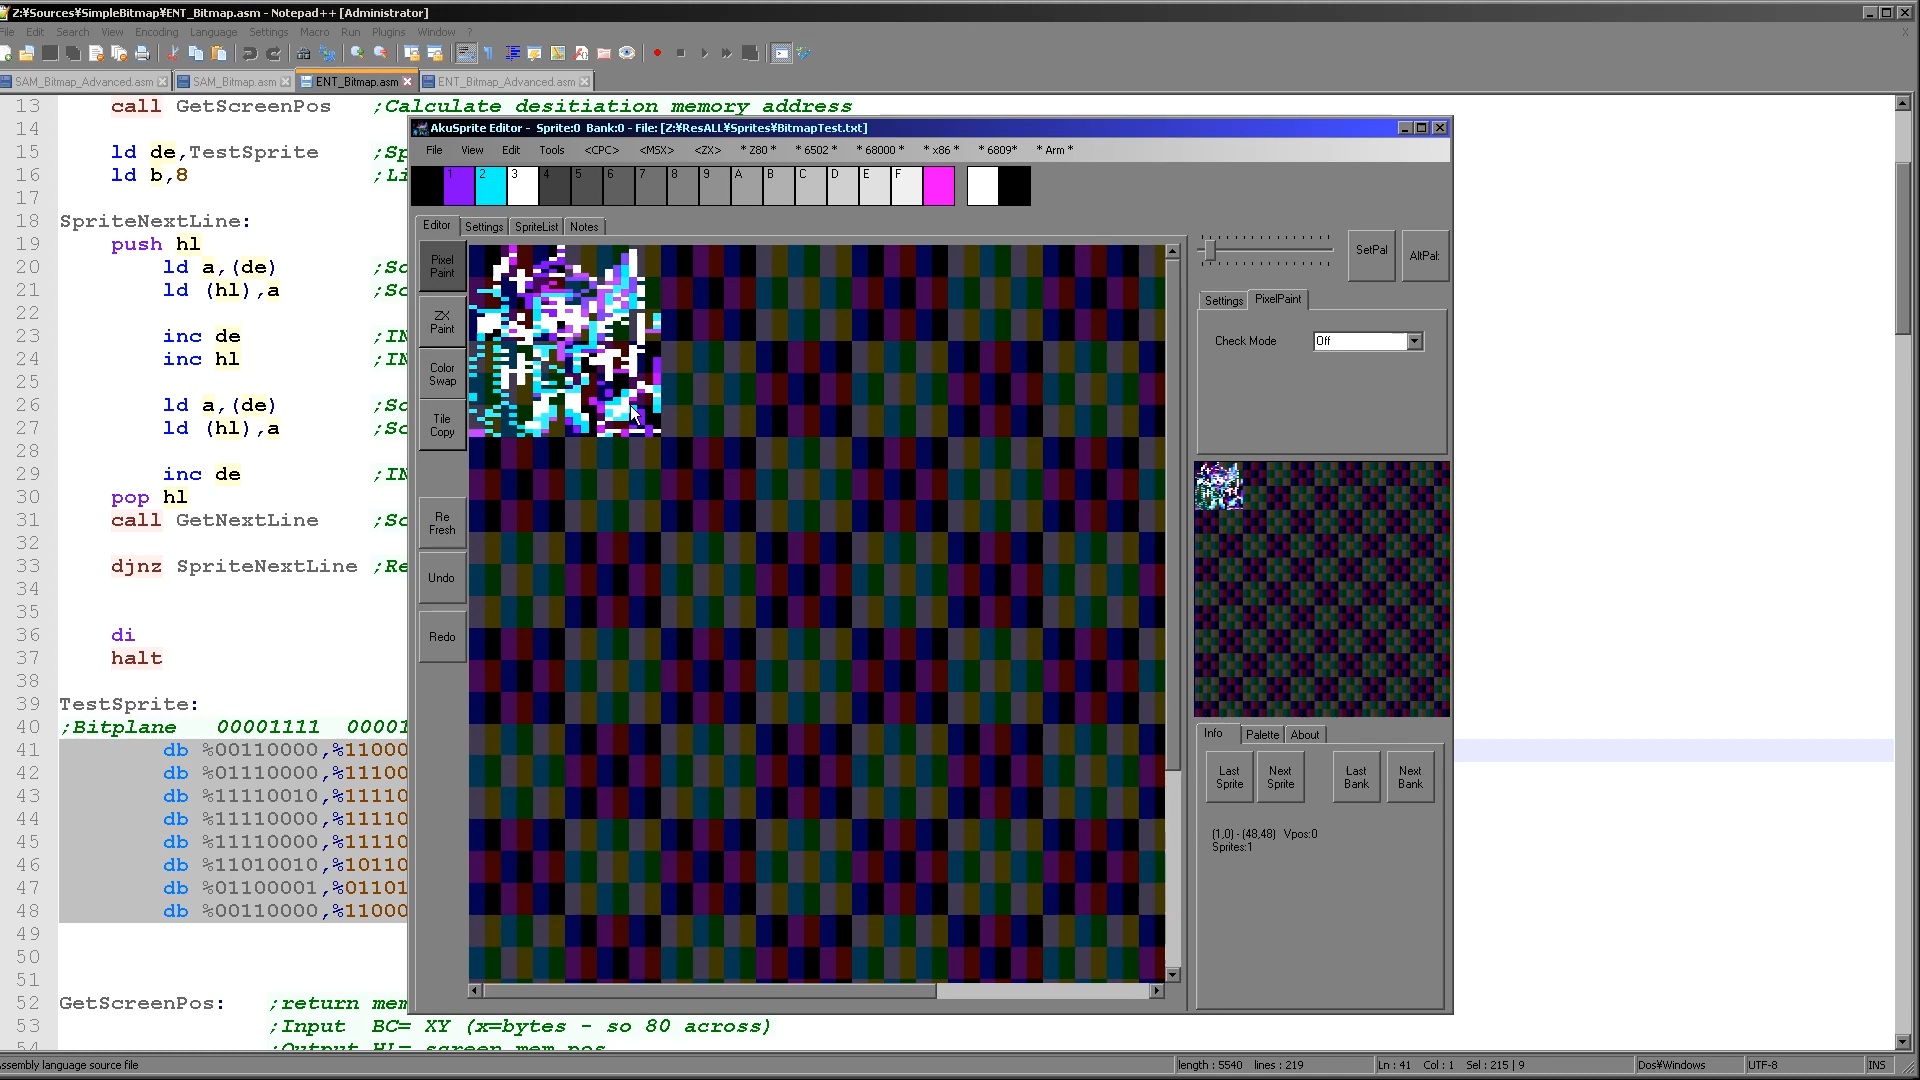 Z:¥Sources¥SimpleBitmap¥ENT_Bitmap.asm - Notepad++ [Administrator]
File Edit Search View Encoding Language Settings Macro Run Plugins Window ?
X
SAM_Bitmap_Advanced.asm SAM_Bitmap.asm ENT_Bitmap.asm ENT_Bitmap_Advanced.asm
13 call GetScreenPos ;Calculate desitiation memory address
14
15 ld de,TestSprite ;Sp
16 ld b,8 ;Li
17
18 SpriteNextLine:
19 push hl
20 ld a,(de) ;So
21 ld (hl),a ;Sc
22
23 inc de ;IN
24 inc hl ;IN
25
26 ld a,(de) ;So
27 ld (hl),a ;Sc
28
29 inc de ;IN
30 pop hl
31 call GetNextLine ;Sc
32
33 djnz SpriteNextLine ;Re
34
35
36 di
37 halt
38
39 TestSprite:
40 ;Bitplane 00001111 00001
41 db %00110000,%11000
42 db %01110000,%11100
43 db %11110010,%11110
44 db %11110000,%11110
45 db %11110000,%11110
46 db %11010010,%10110
47 db %01100001,%01101
48 db %00110000,%11000
49
50
51
52 GetScreenPos: ;return mem
53 ;Input BC= XY (x=bytes - so 80 across)
54 ;Output HL= screen mem pos
AkuSprite Editor - Sprite:0 Bank:0 - File: [Z:¥ResALL¥Sprites¥BitmapTest.txt]
File View Edit Tools <CPC> <MSX> <ZX> * Z80 * * 6502 * * 68000 * * x86 * * 6809* * Arm *
1 2 3 4 5 6 7 8 9 A B C D E F
Editor Settings SpriteList Notes
Pixel
Paint
ZX
Paint
Color
Swap
Tile
Copy
Re
Fresh
Undo
Redo
SetPal AltPal:
Settings PixelPaint
Check Mode Off
Info Palette About
Last
Sprite
Next
Sprite
Last
Bank
Next
Bank
(1,0) - (48,48) Vpos:0
Sprites:1
Assembly language source file length : 5540 lines : 219 Ln : 41 Col : 1 Sel : 215 | 9 Dos¥Windows UTF-8 INS